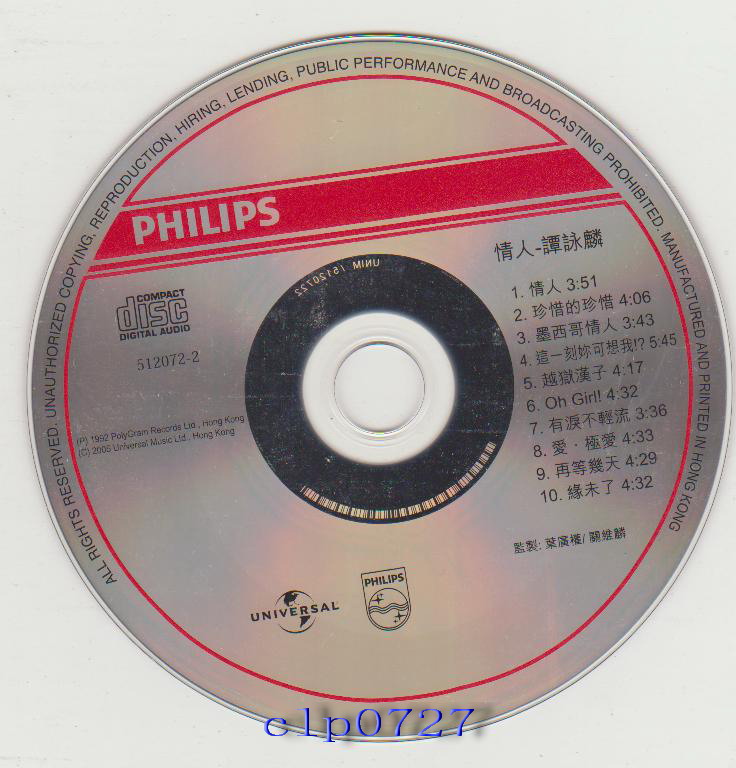 ALL RIGHTS RESERVED. UNAUTHORIZED COPYING, REPRODUCTION, HIRING, LENDING, PUBLIC PERFORMANCE AND BROADCASTING PROHIBITED. MANUFACTURED AND PRINTED IN HONG KONG
PHILIPS
COMPACT
disc
DIGITAL AUDIO
512072-2
(P) 1992 PolyGram Records Ltd., Hong Kong
(C) 2005 Universal Music Ltd., Hong Kong
UNIM /5120722
情人-譚詠麟
1. 情人 3:51
2. 珍惜的珍惜 4:06
3. 墨西哥情人 3:43
4. 這一刻妳可想我!? 5:45
5. 越獄漢子 4:17
6. Oh Girl! 4:32
7. 有淚不輕流 3:36
8. 愛．極愛 4:33
9. 再等幾天 4:29
10. 緣未了 4:32
監製: 葉廣權/ 關維麟
UNIVERSAL
PHILIPS
clp0727